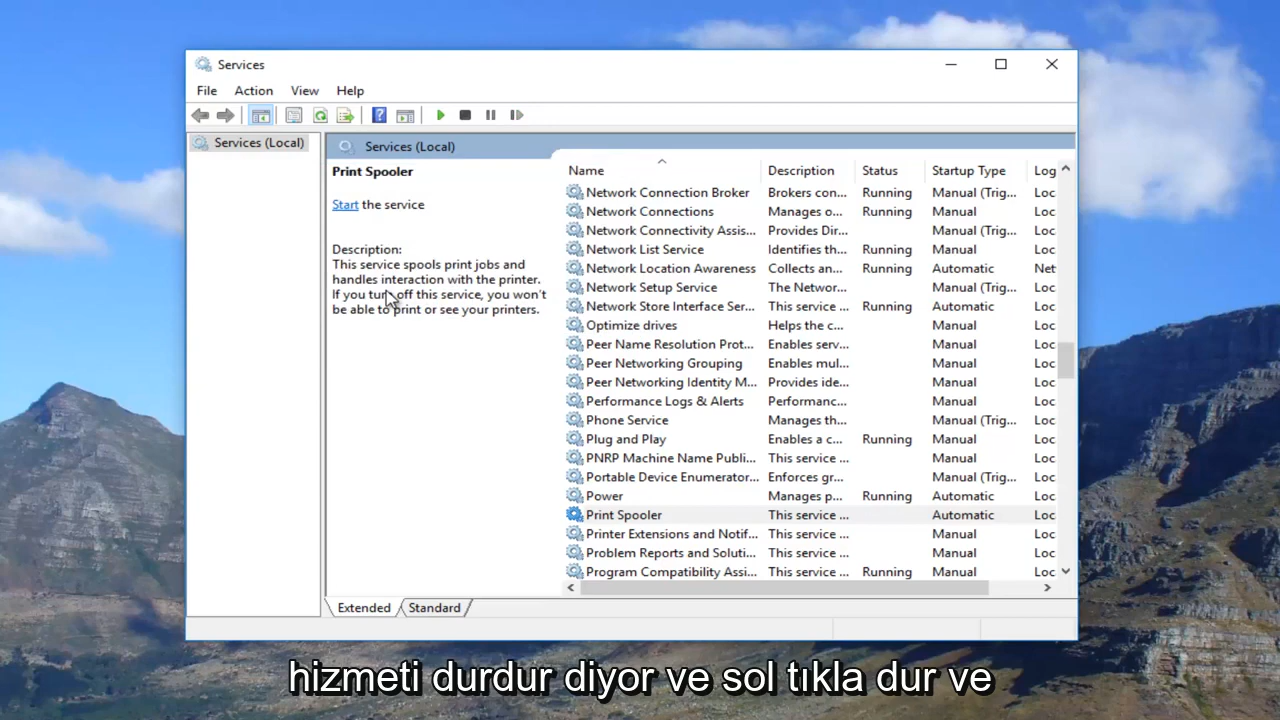 Services
File Action View Help
Services (Local)
Services (Local)
Print Spooler
Start the service
Description:
This service spools print jobs and
handles interaction with the printer.
If you turn off this service, you won't
be able to print or see your printers.
Name Description Status Startup Type Log
Network Connection Broker Brokers con... Running Manual (Trig... Loc
Network Connections Manages o... Running Manual Loc
Network Connectivity Assis... Provides Dir... Manual (Trig... Loc
Network List Service Identifies th... Running Manual Loc
Network Location Awareness Collects an... Running Automatic Net
Network Setup Service The Networ... Manual (Trig... Loc
Network Store Interface Ser... This service ... Running Automatic Loc
Optimize drives Helps the c... Manual Loc
Peer Name Resolution Prot... Enables serv... Manual Loc
Peer Networking Grouping Enables mul... Manual Loc
Peer Networking Identity M... Provides ide... Manual Loc
Performance Logs & Alerts Performanc... Manual Loc
Phone Service Manages th... Manual (Trig... Loc
Plug and Play Enables a c... Running Manual Loc
PNRP Machine Name Publi... This service ... Manual Loc
Portable Device Enumerator... Enforces gr... Manual (Trig... Loc
Power Manages p... Running Automatic Loc
Print Spooler This service ... Automatic Loc
Printer Extensions and Notif... This service ... Manual Loc
Problem Reports and Soluti... This service ... Manual Loc
Program Compatibility Assi... This service ... Running Manual Loc
Extended Standard
hizmeti durdur diyor ve sol tıkla dur ve